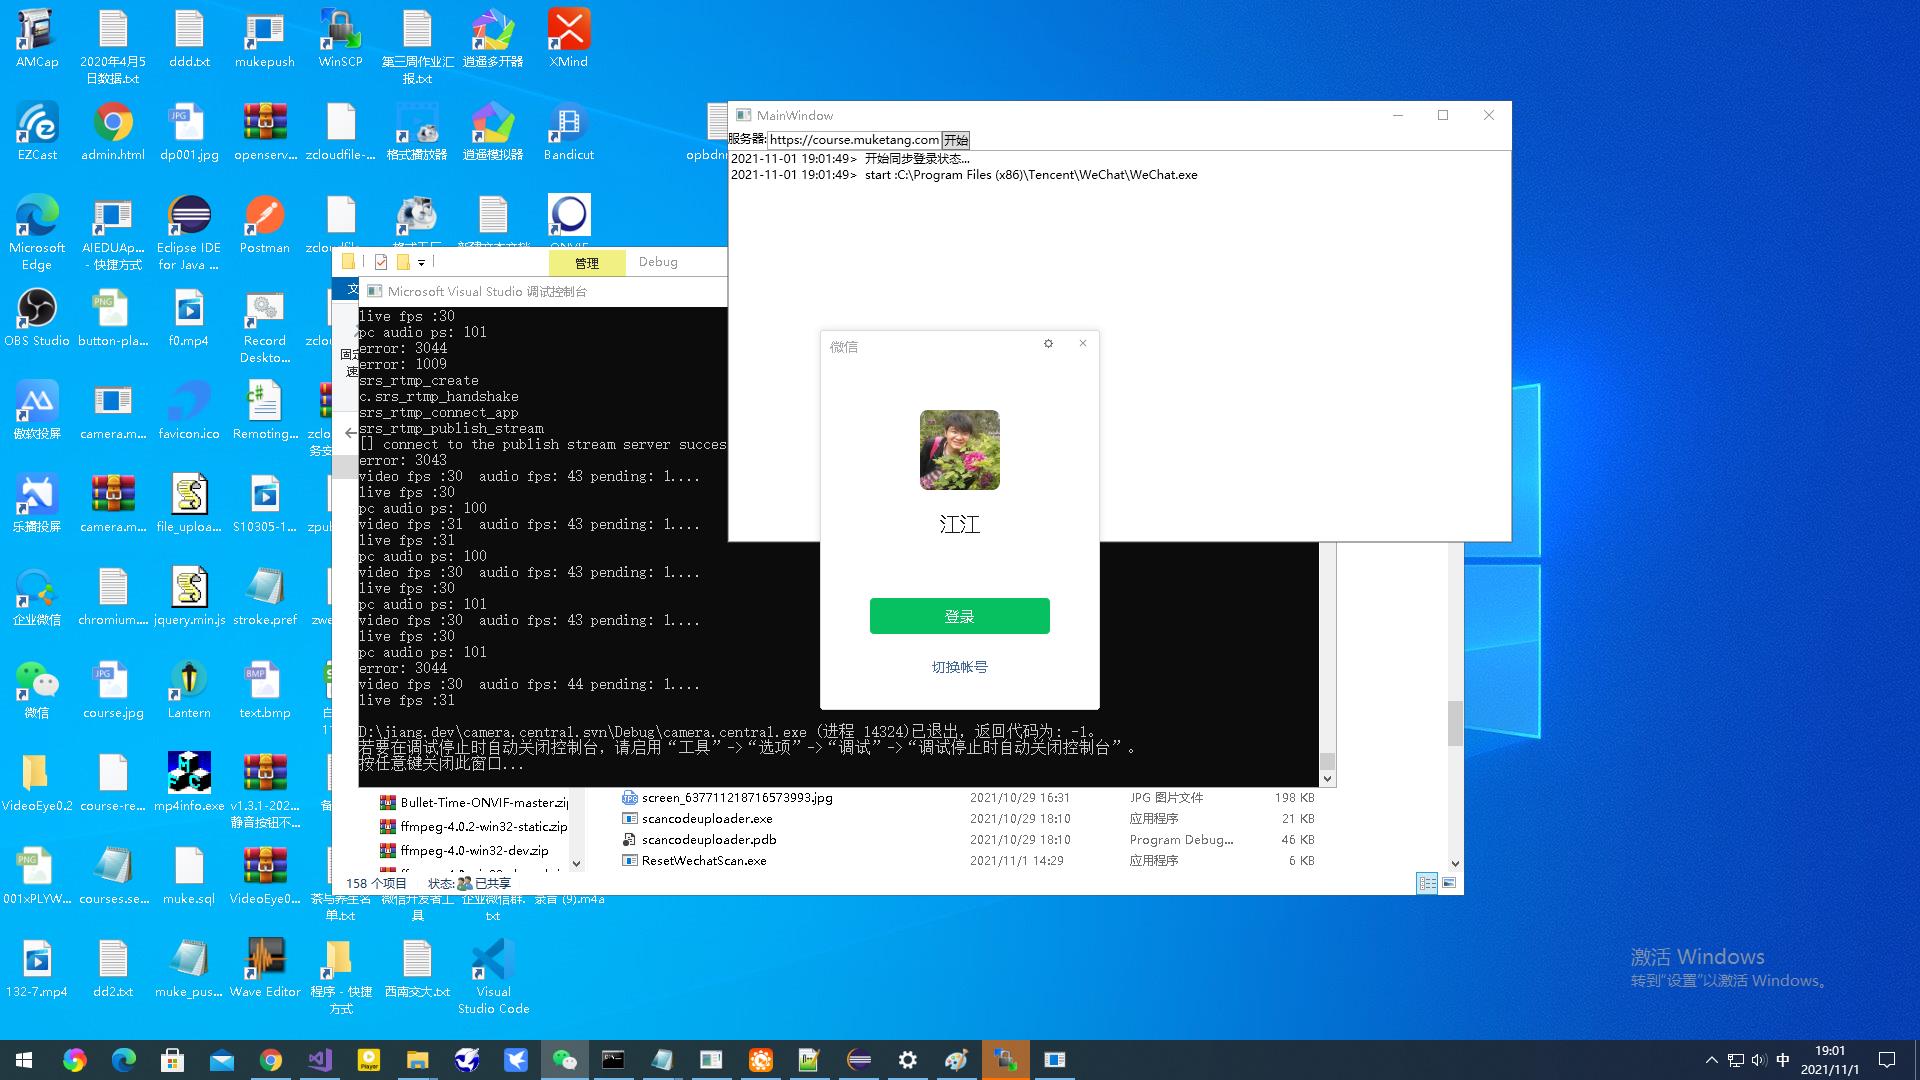 AMCap
2020年4月5
日数据.txt
ddd.txt
mukepush
WinSCP
第三周作业汇
报.txt
逍遥多开器
XMind
EZCast
admin.html
dp001.jpg
openserv...
zcloudfile-...
格式播放器
逍遥模拟器
Bandicut
opbdnr
Microsoft
Edge
AIEDUAp...
- 快捷方式
Eclipse IDE
for Java ...
Postman
OBS Studio
button-pla...
f0.mp4
Record
Deskto...
傲软投屏
camera.m...
favicon.ico
Remoting...
乐播投屏
camera.m...
file_uploa...
S10305-1...
企业微信
chromium....
jquery.min.js
stroke.pref
微信
course.jpg
Lantern
text.bmp
VideoEye0.2
course-re...
mp4info.exe
v1.3.1-202...
静音按钮不...
001xPLYW...
courses.se...
muke.sql
VideoEye0...
茶与养生名
单.txt
微信开发者工
具
企业微信群.
txt
录音 (9).m4a
132-7.mp4
dd2.txt
muke_pus...
Wave Editor
程序 - 快捷
方式
西南交大.txt
Visual
Studio Code
MainWindow
服务器: https://course.muketang.com 开始
2021-11-01 19:01:49> 开始同步登录状态...
2021-11-01 19:01:49> start :C:\Program Files (x86)\Tencent\WeChat\WeChat.exe
管理
Debug
Microsoft Visual Studio 调试控制台
live fps :30
pc audio ps: 101
error: 3044
error: 1009
srs_rtmp_create
c.srs_rtmp_handshake
srs_rtmp_connect_app
srs_rtmp_publish_stream
[] connect to the publish stream server succes
error: 3043
video fps :30 audio fps: 43 pending: 1....
live fps :30
pc audio ps: 100
video fps :31 audio fps: 43 pending: 1....
live fps :31
pc audio ps: 100
video fps :30 audio fps: 43 pending: 1....
live fps :30
pc audio ps: 101
video fps :30 audio fps: 43 pending: 1....
live fps :30
pc audio ps: 101
error: 3044
video fps :30 audio fps: 44 pending: 1....
live fps :31
D:\jiang.dev\camera.central.svn\Debug\camera.central.exe (进程 14324)已退出，返回代码为: -1。
若要在调试停止时自动关闭控制台，请启用“工具”->“选项”->“调试”->“调试停止时自动关闭控制台”。
按任意键关闭此窗口...
微信
江江
登录
切换帐号
Bullet-Time-ONVIF-master.zi
ffmpeg-4.0.2-win32-static.zip
ffmpeg-4.0-win32-dev.zip
screen_637711218716573993.jpg 2021/10/29 16:31 JPG 图片文件 198 KB
scancodeuploader.exe 2021/10/29 18:10 应用程序 21 KB
scancodeuploader.pdb 2021/10/29 18:10 Program Debug... 46 KB
ResetWechatScan.exe 2021/11/1 14:29 应用程序 6 KB
158 个项目 状态: 已共享
激活 Windows
转到“设置”以激活 Windows。
中
19:01
2021/11/1